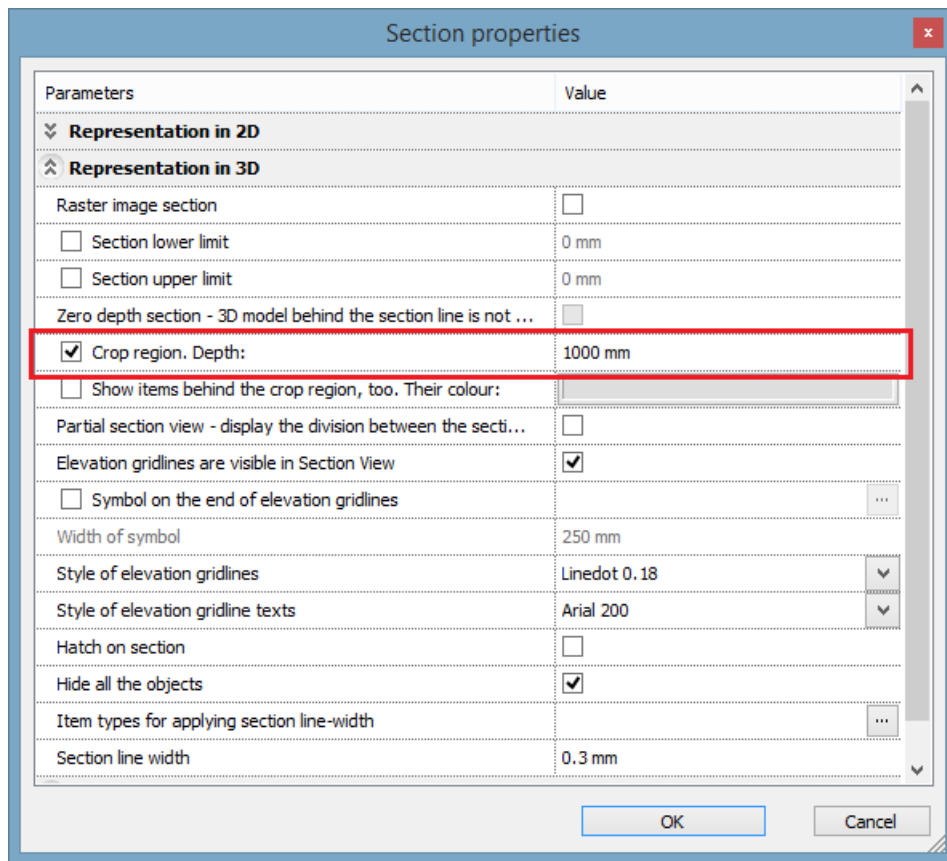 Section properties
x
Parameters Value
Representation in 2D
Representation in 3D
Raster image section
Section lower limit 0 mm
Section upper limit 0 mm
Zero depth section - 3D model behind the section line is not ...
Crop region. Depth: 1000 mm
Show items behind the crop region, too. Their colour:
Partial section view - display the division between the secti...
Elevation gridlines are visible in Section View
Symbol on the end of elevation gridlines ...
Width of symbol 250 mm
Style of elevation gridlines Linedot 0.18
Style of elevation gridline texts Arial 200
Hatch on section
Hide all the objects
Item types for applying section line-width ...
Section line width 0.3 mm
OK Cancel